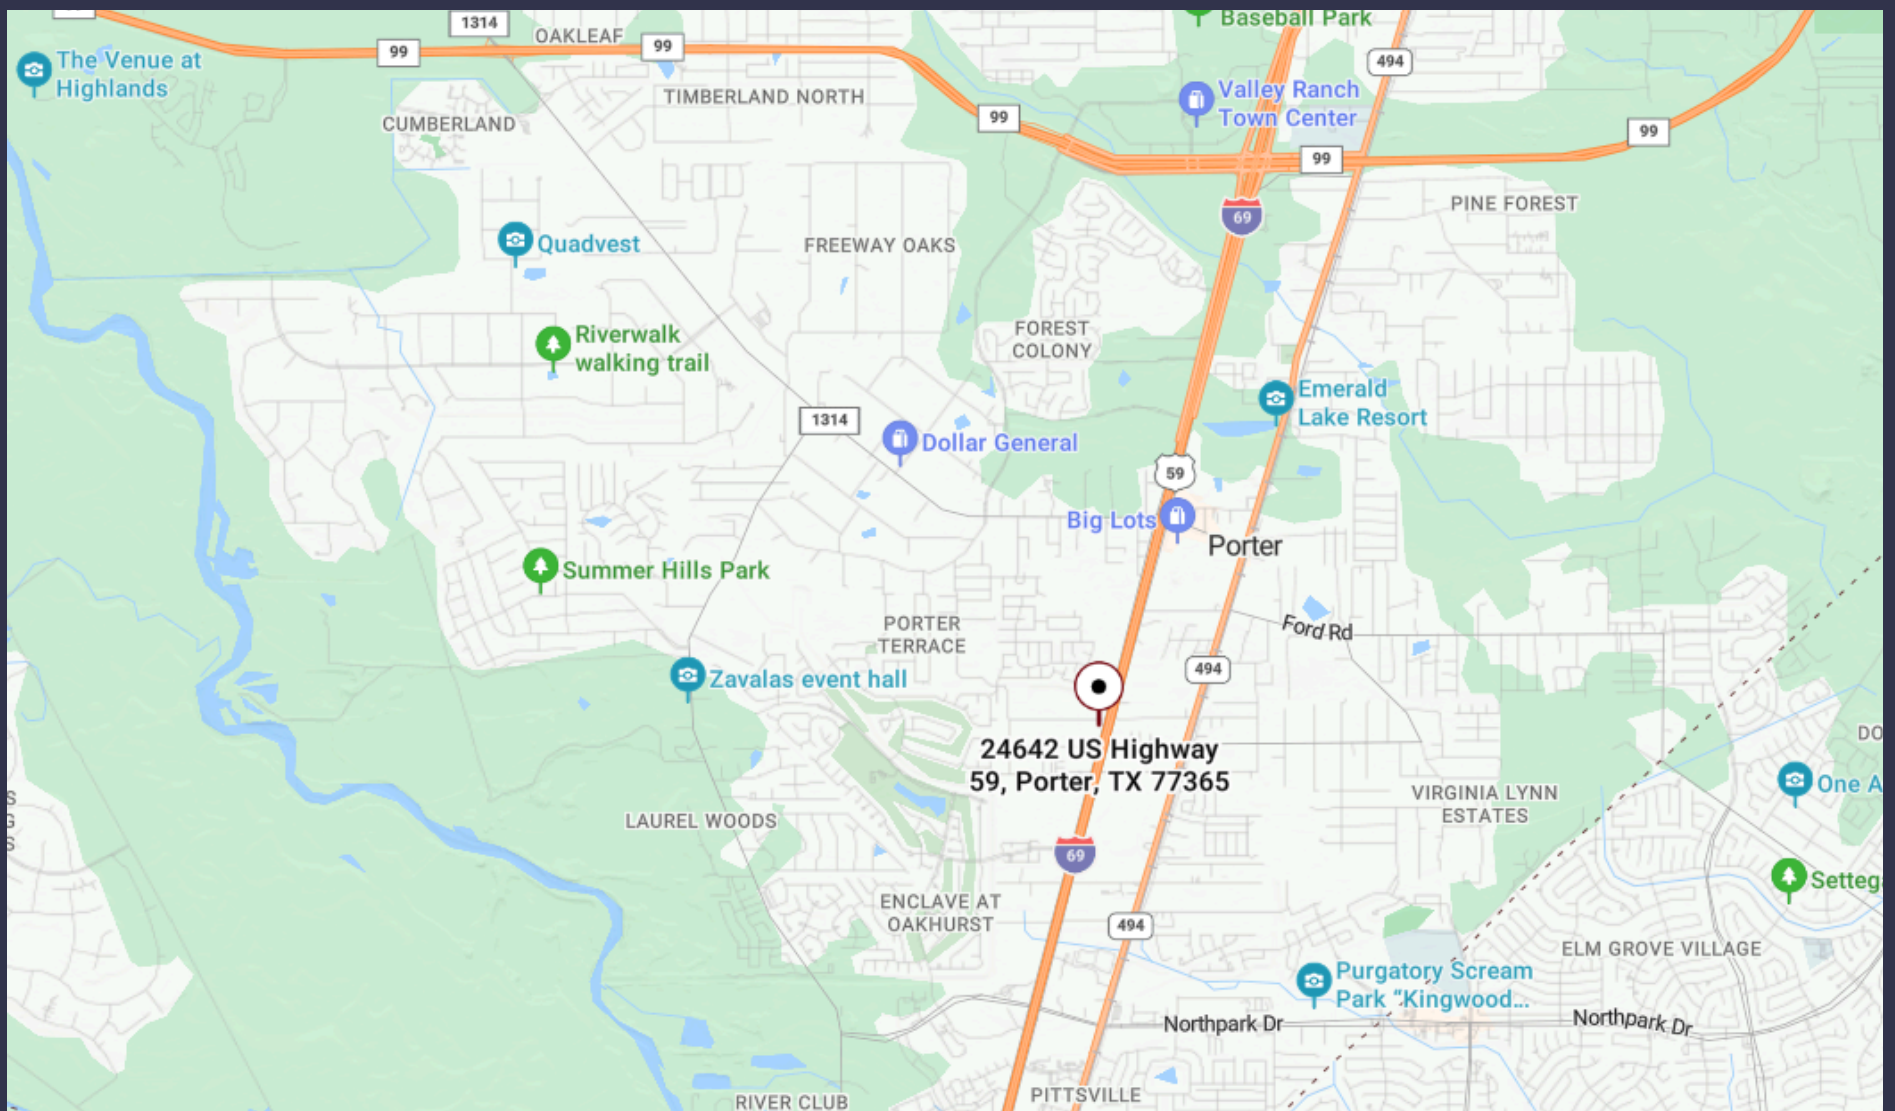 1314
Baseball Park
OAKLEAF
99
99
494
The Venue at
Highlands
TIMBERLAND NORTH
Valley Ranch
Town Center
99
CUMBERLAND
99
99
PINE FOREST
69
Quadvest
FREEWAY OAKS
Riverwalk
walking trail
FOREST
COLONY
Emerald
Lake Resort
1314
Dollar General
59
Big Lots
Porter
Summer Hills Park
PORTER
TERRACE
Ford Rd
494
Zavalas event hall
24642 US Highway
59, Porter, TX 77365
DO
One A
VIRGINIA LYNN
ESTATES
S
G
S
LAUREL WOODS
69
Setteg
ENCLAVE AT
OAKHURST
494
ELM GROVE VILLAGE
Purgatory Scream
Park “Kingwood...
Northpark Dr
Northpark Dr
PITTSVILLE
RIVER CLUB